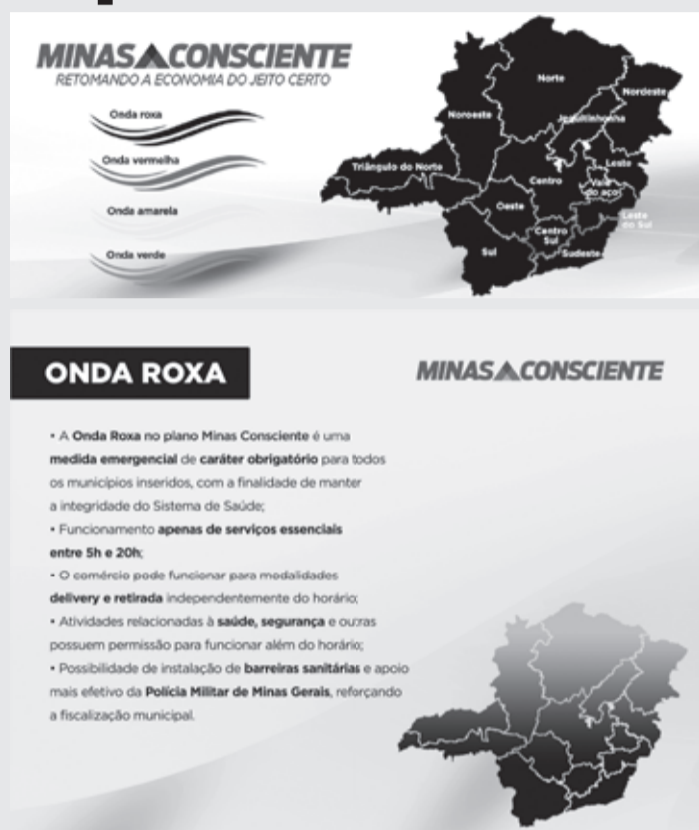 MINAS CONSCIENTE
RETOMANDO A ECONOMIA DO JEITO CERTO
Onda roxa
Onda vermelha
Onda amarela
Onda verde
Norte
Nordeste
Noroeste
Jequitinhonha
Leste
Triângulo do Norte
Centro
Vale
do aço
Oeste
Leste
do Sul
Centro
Sul
Sul
Sudeste
ONDA ROXA
MINAS CONSCIENTE
• A Onda Roxa no plano Minas Consciente é uma
medida emergencial de caráter obrigatório para todos
os municípios inseridos, com a finalidade de manter
a integridade do Sistema de Saúde;
• Funcionamento apenas de serviços essenciais
entre 5h e 20h;
• O comércio pode funcionar para modalidades
delivery e retirada independentemente do horário;
• Atividades relacionadas à saúde, segurança e outras
possuem permissão para funcionar além do horário;
• Possibilidade de instalação de barreiras sanitárias e apoio
mais efetivo da Polícia Militar de Minas Gerais, reforçando
a fiscalização municipal.